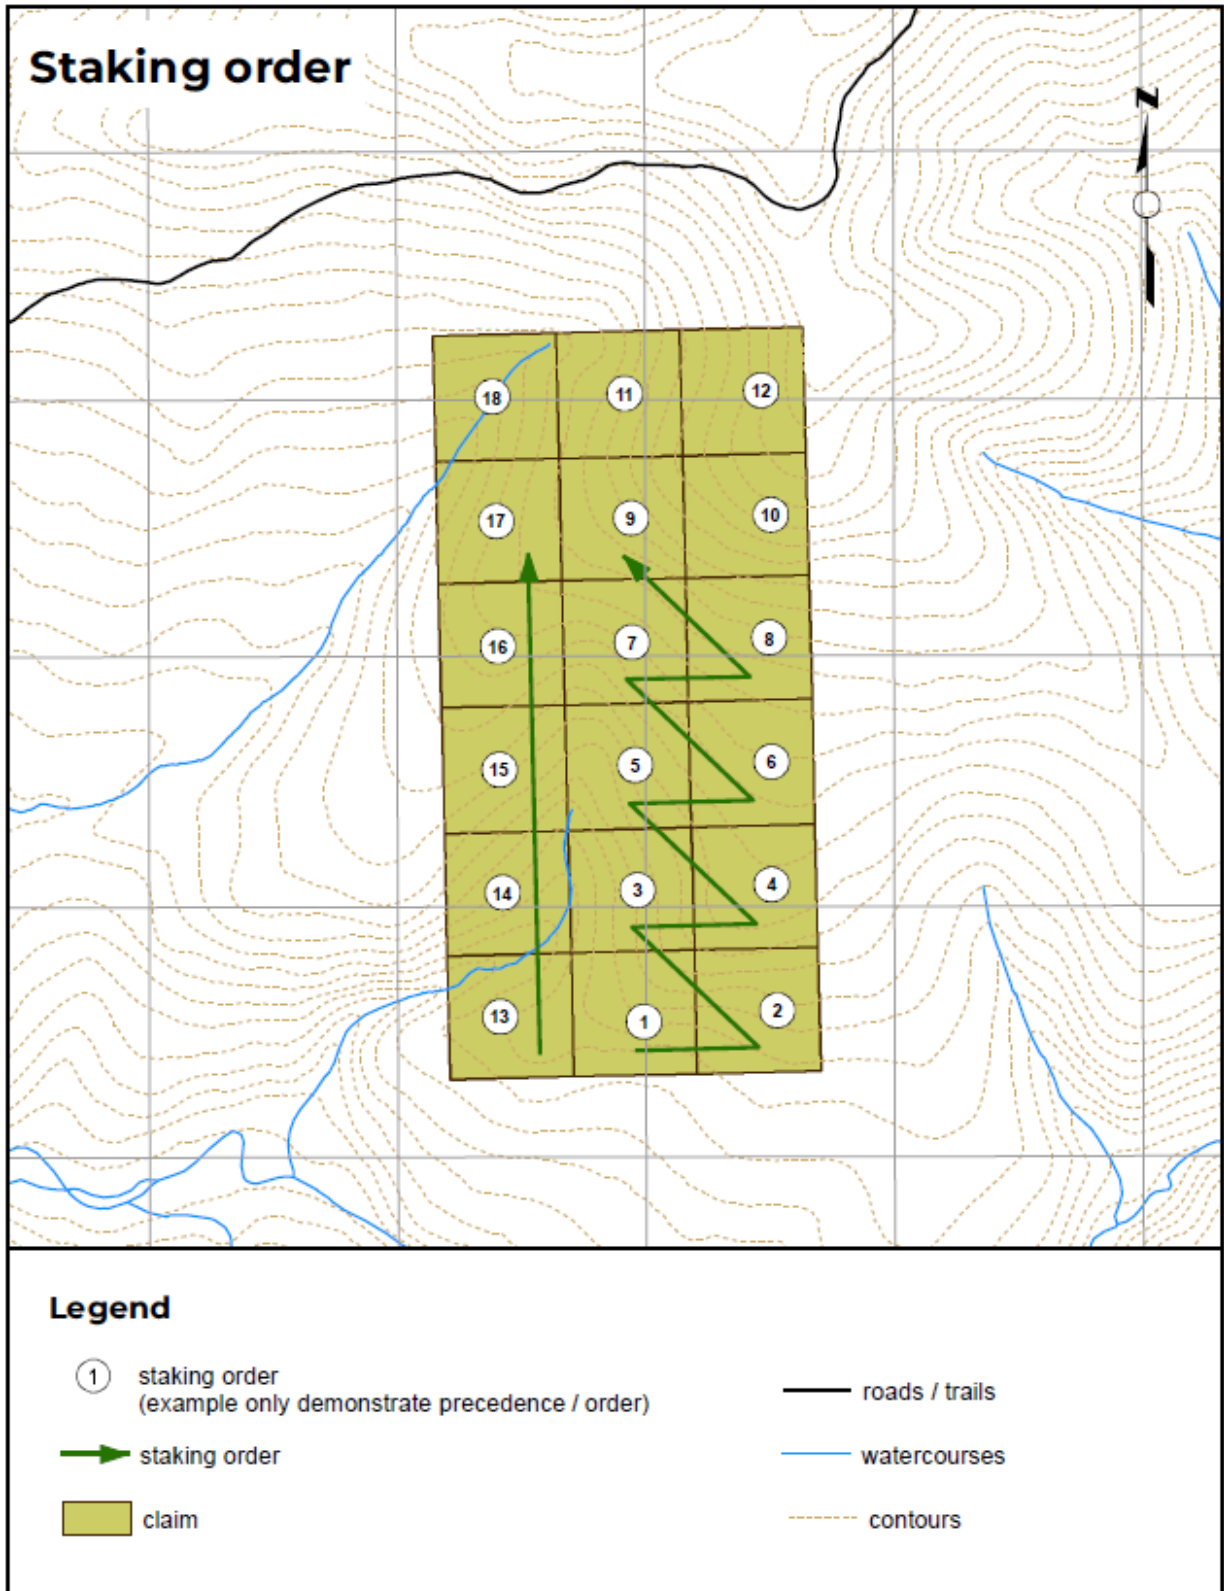 Staking order
N
18
11
12
17
9
10
16
7
8
15
5
6
14
3
4
13
1
2
Legend
1 staking order
(example only demonstrate precedence / order)
roads / trails
staking order
watercourses
claim
contours